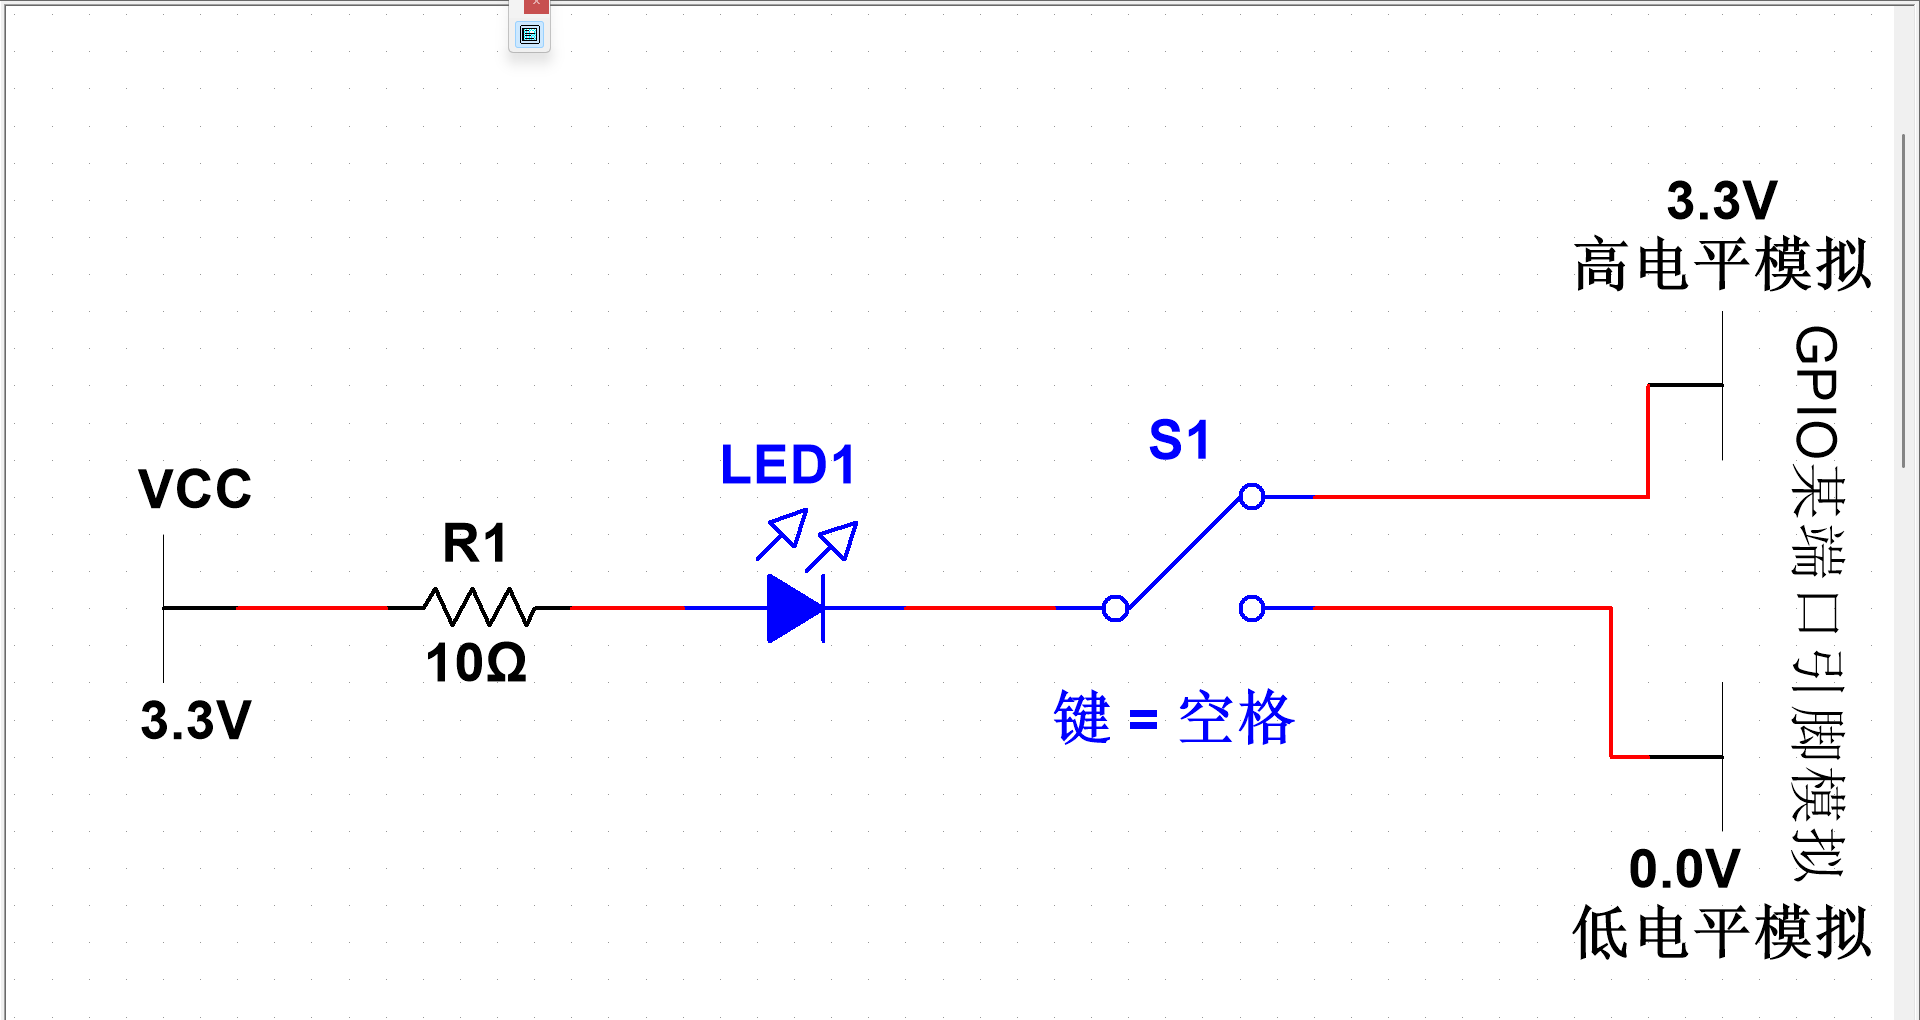 3.3V
高电平模拟
GPIO某端口引脚模拟
S1
LED1
VCC
R1
10Ω
键 = 空格
3.3V
0.0V
低电平模拟